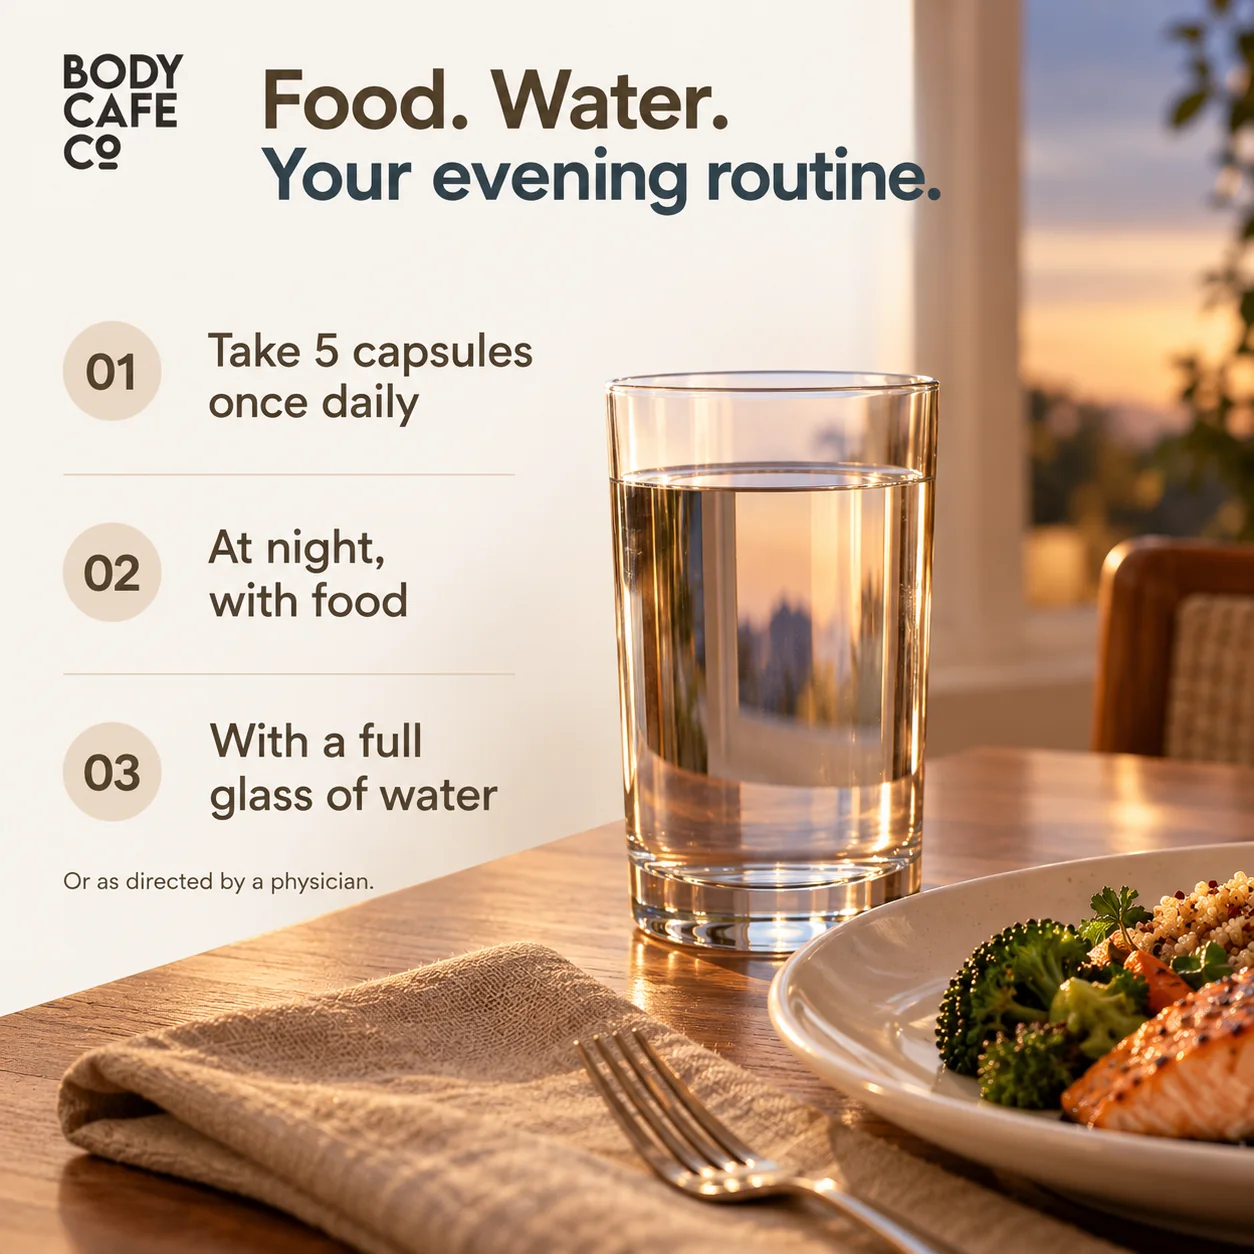 BODY
CAFE
Co
Food. Water.
Your evening routine.
01
Take 5 capsules
once daily
02
At night,
with food
03
With a full
glass of water
Or as directed by a physician.